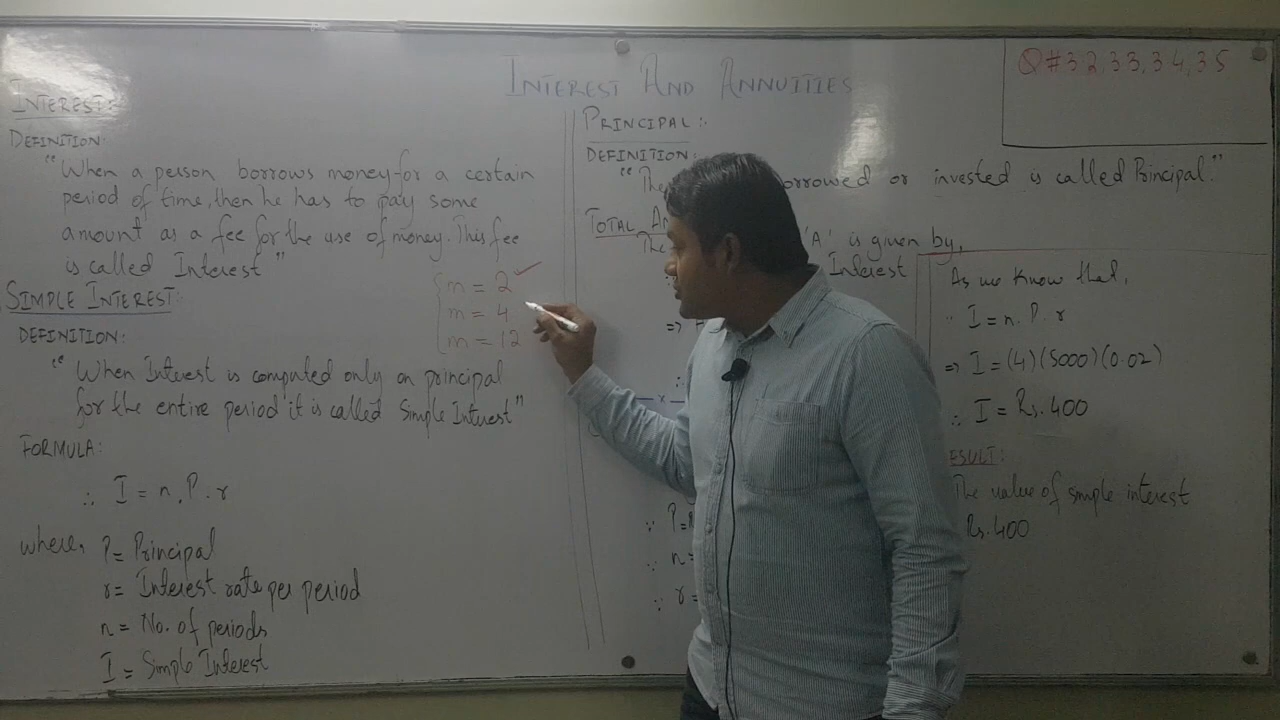 INTEREST AND ANNUITIES
Q#32,33,34,35
INTEREST:
DEFINITION:
"When a person borrows money for a certain
period of time, then he has to pay some
amount as a fee for the use of money. This fee
is called Interest"
m = 2 ✓
m = 4
m = 12
SIMPLE INTEREST:
DEFINITION:
"When Interest is computed only on principal
for the entire period it is called Simple Interest"
FORMULA:
∴ I = n . P . r
where, P = Principal
r = Interest rate per period
n = No. of periods
I = Simple Interest
PRINCIPAL:
DEFINITION:
"The borrowed or invested is called Principal."
TOTAL
The 'A' is given by,
Interest
=>
∴
x
∵ P =
∵ n =
∵ r =
As we know that,
∵ I = n. P. r
=> I = (4)(5000)(0.02)
∴ I = Rs. 400
ESULT:
The value of simple interest
Rs. 400